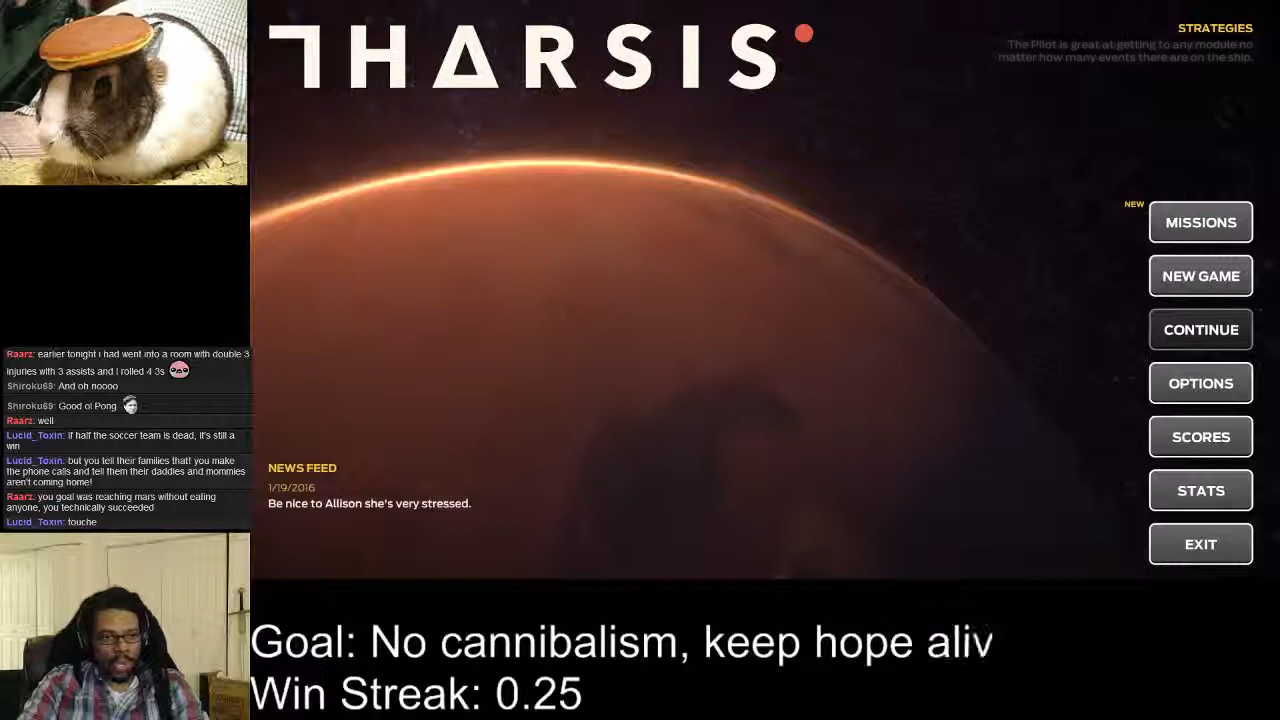 THARSIS
STRATEGIES
The Pilot is great at getting to any module no
matter how many events there are on the ship.
NEW
MISSIONS
NEW GAME
CONTINUE
OPTIONS
SCORES
STATS
EXIT
NEWS FEED
1/19/2016
Be nice to Allison she's very stressed.
Raarz: earlier tonight i had went into a room with double 3
injuries with 3 assists and I rolled 4 3s
Shiroku69: And oh noooo
Shiroku69: Good ol Pong
Raarz: well
Lucid_Toxin: if half the soccer team is dead, it's still a
win
Lucid_Toxin: but you tell their families that! you make
the phone calls and tell them their daddies and mommies
aren't coming home!
Raarz: you goal was reaching mars without eating
anyone, you technically succeeded
Lucid_Toxin: touche
Goal: No cannibalism, keep hope aliv
Win Streak: 0.25